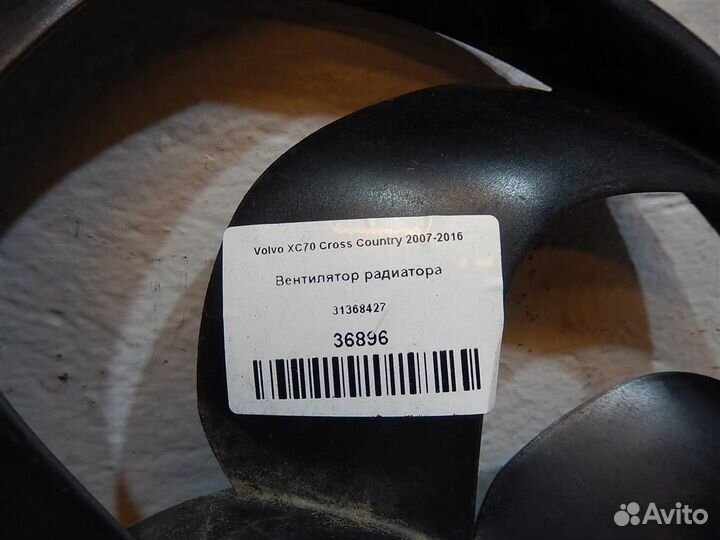 Volvo XC70 Cross Country 2007-2016
Вентилятор радиатора
31368427
36896
Avito